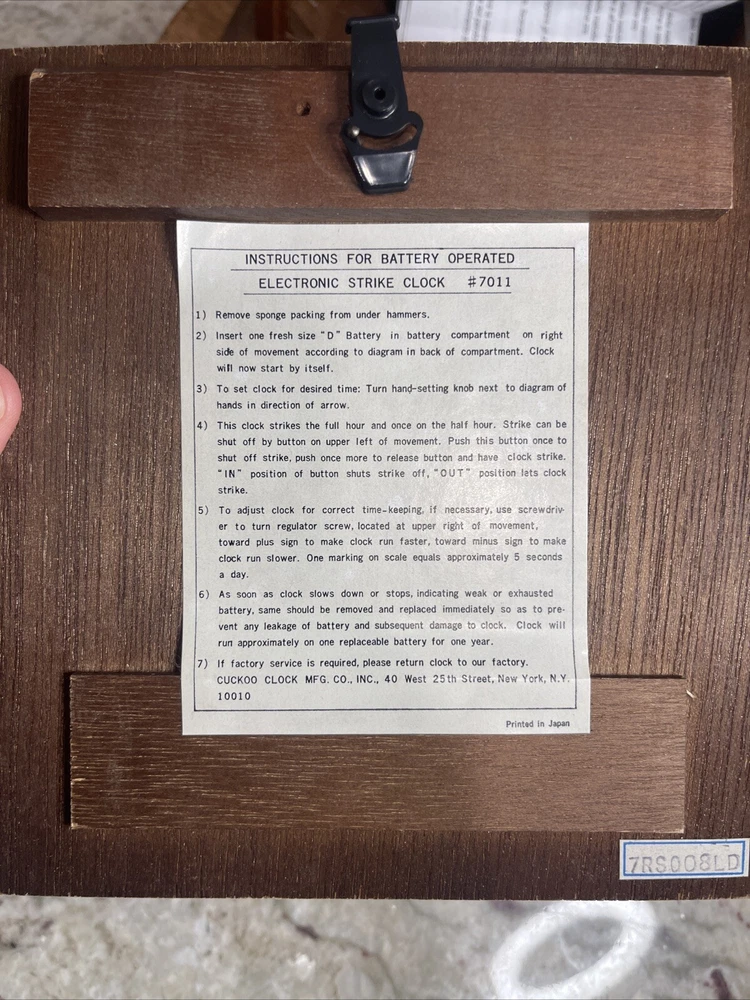 INSTRUCTIONS FOR BATTERY OPERATED
ELECTRONIC STRIKE CLOCK #7011
1) Remove sponge packing from under hammers.
2) Insert one fresh size "D" Battery in battery compartment on right
side of movement according to diagram in back of compartment. Clock
will now start by itself.
3) To set clock for desired time: Turn hand-setting knob next to diagram of
hands in direction of arrow.
4) This clock strikes the full hour and once on the half hour. Strike can be
shut off by button on upper left of movement. Push this button once to
shut off strike, push once more to release button and have clock strike.
"IN" position of button shuts strike off, "OUT" position lets clock
strike.
5) To adjust clock for correct time-keeping, if necessary, use screwdriv-
er to turn regulator screw, located at upper right of movement,
toward plus sign to make clock run faster, toward minus sign to make
clock run slower. One marking on scale equals approximately 5 seconds
a day.
6) As soon as clock slows down or stops, indicating weak or exhausted
battery, same should be removed and replaced immediately so as to pre-
vent any leakage of battery and subsequent damage to clock. Clock will
run approximately on one replaceable battery for one year.
7) If factory service is required, please return clock to our factory.
CUCKOO CLOCK MFG. CO., INC., 40 West 25th Street, New York, N.Y.
10010
Printed in Japan
7RS008LD